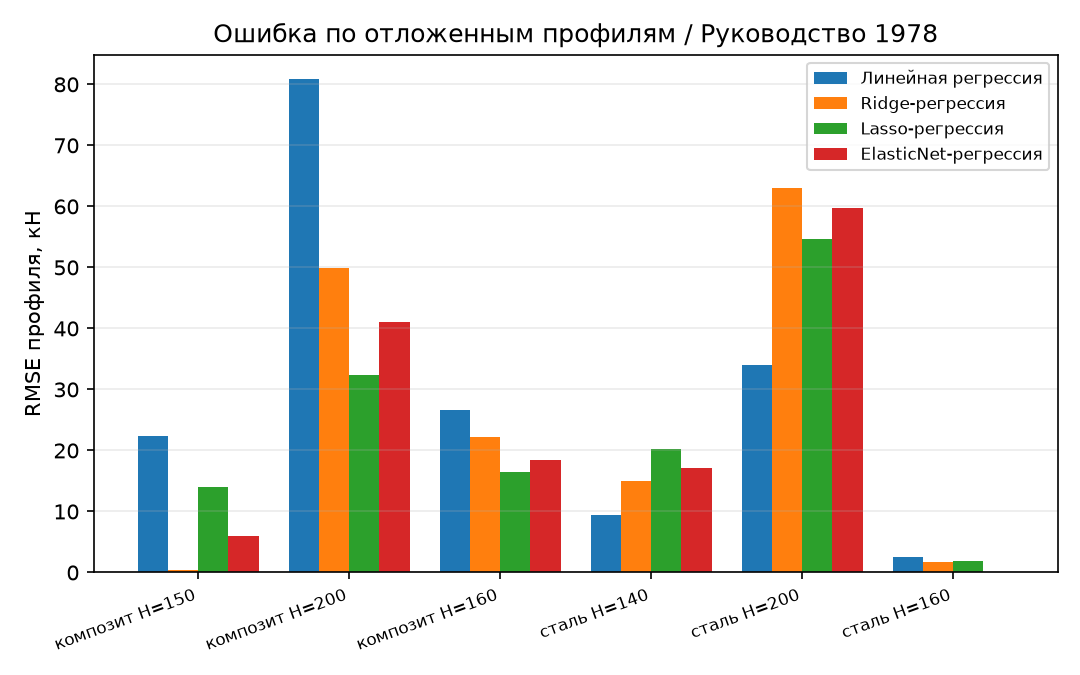 Ошибка по отложенным профилям / Руководство 1978
Линейная регрессия
Ridge-регрессия
Lasso-регрессия
ElasticNet-регрессия
RMSE профиля, кН
80
70
60
50
40
30
20
10
0
композит H=150
композит H=200
композит H=160
сталь H=140
сталь H=200
сталь H=160